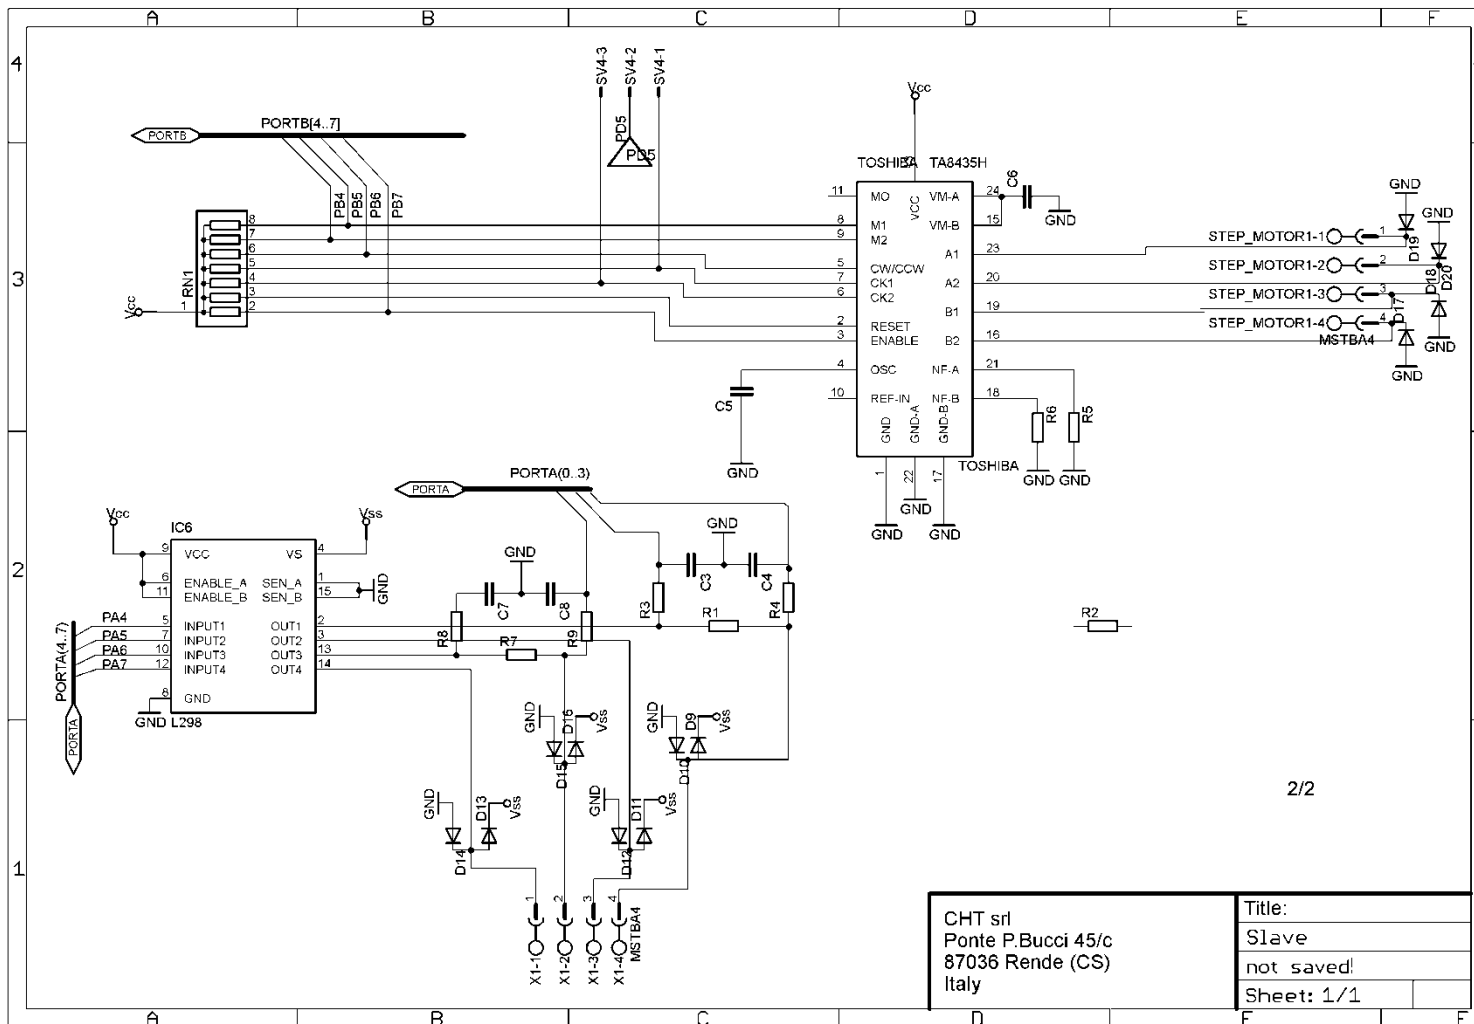 A B C D E F
4
SV4-3
SV4-2
SV4-1
Vcc
PORTB
PORTB[4..7]
PD5
PD5
TOSHIBA TA8435H
PB4
PB5
PB6
PB7
11 MO VM-A 24
C6
GND
VCC
8 M1 VM-B 15
9 M2
A1 23
5 CW/CCW
7 CK1 A2 20
6 CK2
B1 19
2 RESET
3 ENABLE B2 16
4 OSC NF-A 21
10 REF-IN NF-B 18
GND
GND-A
GND-B
TOSHIBA
1
22
17
GND
GND
GND
R6
R5
GND
GND
C5
GND
3
RN1
8
7
6
5
4
3
2
1
Vcc
GND
GND
STEP_MOTOR1-1 1
D19
STEP_MOTOR1-2 2
D20
D18
STEP_MOTOR1-3 3
D17
STEP_MOTOR1-4 4
MSTBA4
GND
GND
PORTA
PORTA(0..3)
2
Vcc
IC6
Vss
9 VCC VS 4
6 ENABLE_A SEN_A 1
11 ENABLE_B SEN_B 15
GND
PA4 5 INPUT1 OUT1 2
PA5 7 INPUT2 OUT2 3
PA6 10 INPUT3 OUT3 13
PA7 12 INPUT4 OUT4 14
8 GND
GND L298
PORTA(4..7)
PORTA
GND
C7
C8
R8
R7
R9
GND
C3
C4
R3
R1
R4
R2
GND
D16
Vss
D15
GND
D9
Vss
D10
GND
D13
Vss
D14
GND
D11
Vss
D12
2/2
1
1
2
3
4
X1-1
X1-2
X1-3
X1-4
MSTBA4
CHT srl
Ponte P.Bucci 45/c
87036 Rende (CS)
Italy
Title:
Slave
not saved!
Sheet: 1/1
A B C D E F